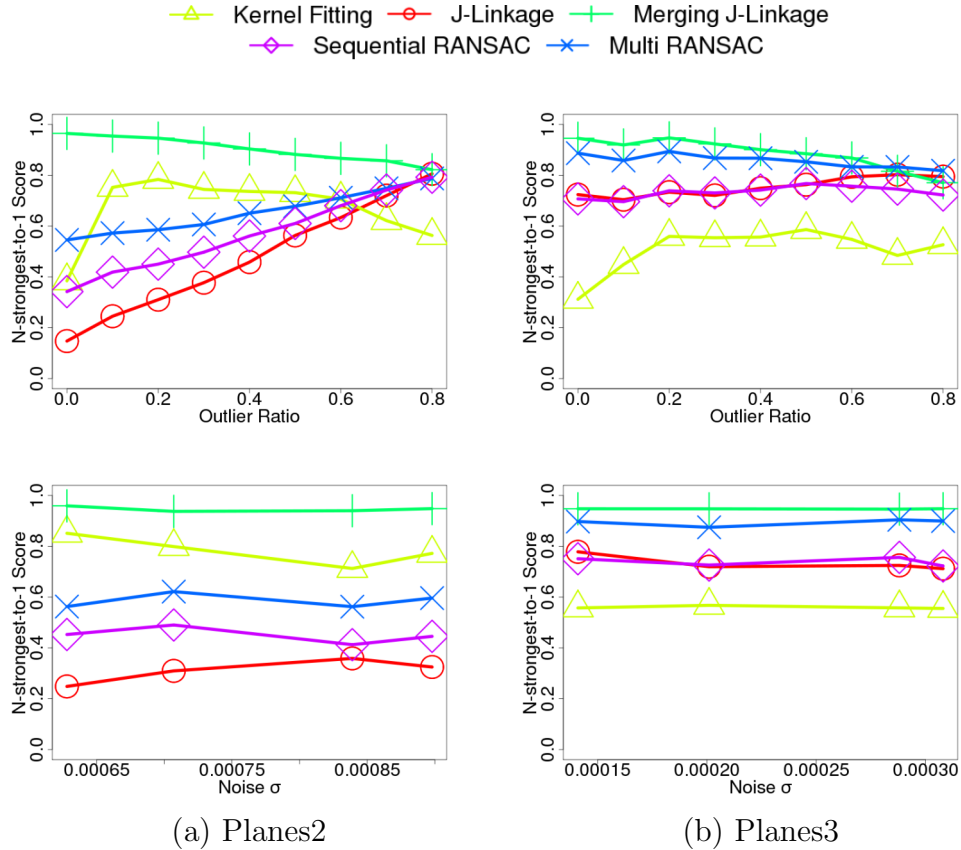 Kernel Fitting J-Linkage Merging J-Linkage
Sequential RANSAC Multi RANSAC
N-strongest-to-1 Score
0.0 0.2 0.4 0.6 0.8 1.0
0.0 0.2 0.4 0.6 0.8
Outlier Ratio
N-strongest-to-1 Score
0.0 0.2 0.4 0.6 0.8 1.0
0.0 0.2 0.4 0.6 0.8
Outlier Ratio
N-strongest-to-1 Score
0.0 0.2 0.4 0.6 0.8 1.0
0.00065 0.00075 0.00085
Noise σ
N-strongest-to-1 Score
0.0 0.2 0.4 0.6 0.8 1.0
0.00015 0.00020 0.00025 0.00030
Noise σ
(a) Planes2
(b) Planes3